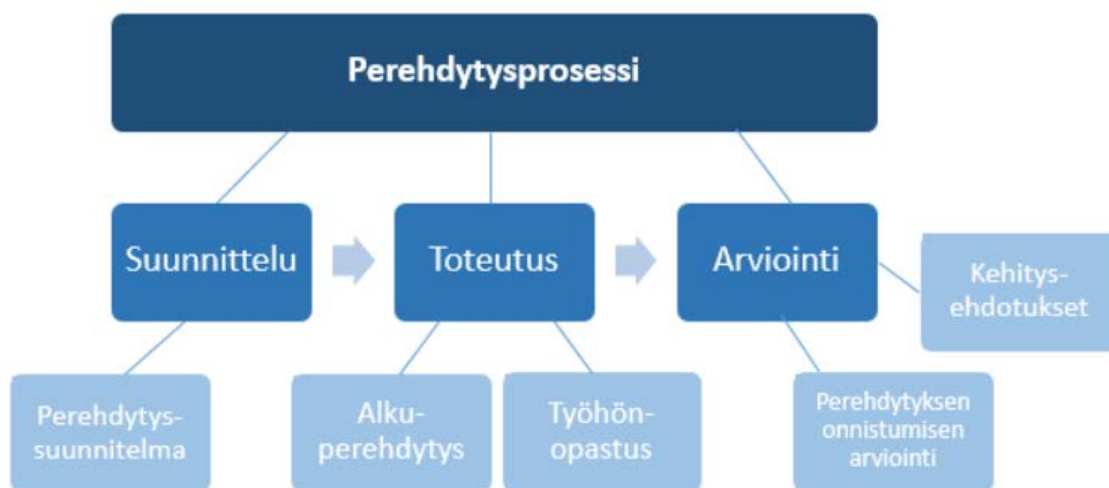 Perehdytysprosessi
Suunnittelu
Toteutus
Arviointi
Kehitys-
ehdotukset
Perehdytys-
suunnitelma
Alku-
perehdytys
Työhön-
opastus
Perehdytyksen
onnistumisen
arviointi